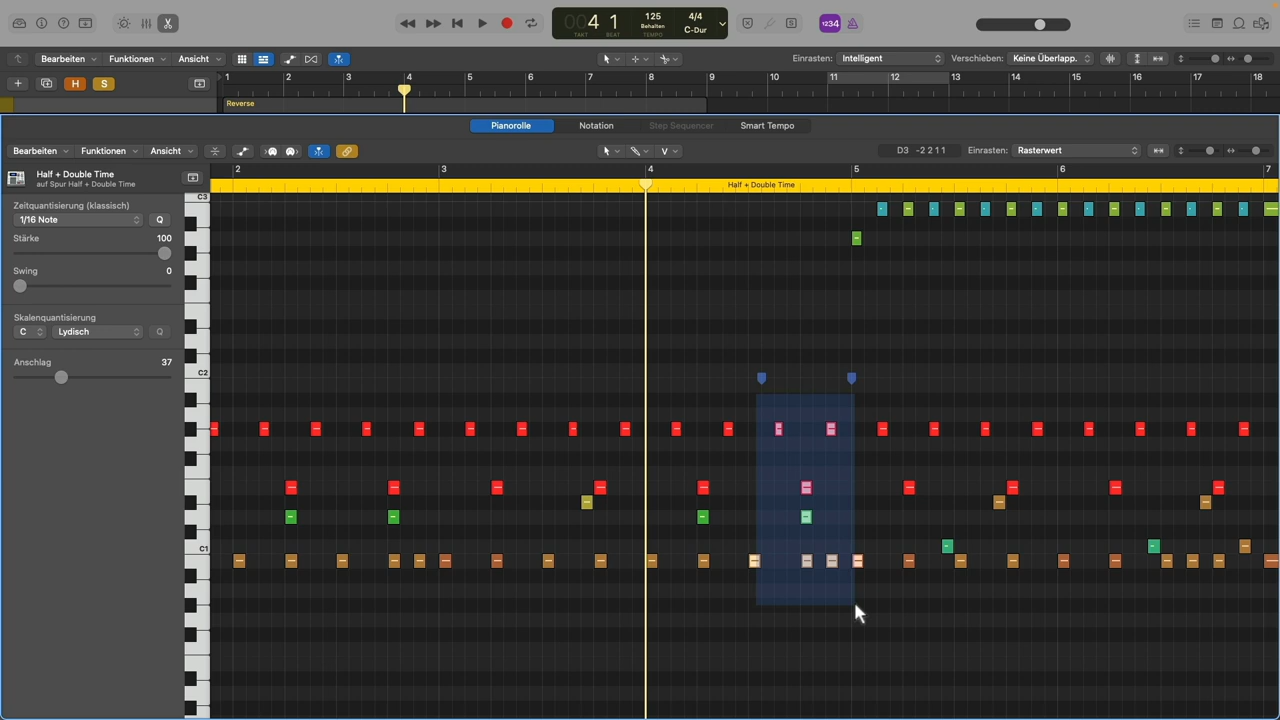 004 1 125 4/4
Behalten C-Dur
TAKT BEAT TEMPO
1234
Bearbeiten Funktionen Ansicht Einrasten: Intelligent Verschieben: Keine Überlapp.
H S 1 2 3 4 5 6 7 8 9 10 11 12 13 14 15 16 17 18
Reverse
Pianorolle Notation Step Sequencer Smart Tempo
Bearbeiten Funktionen Ansicht D3 -2 2 1 1 Einrasten: Rasterwert
2 3 4 5 6 7
Half + Double Time
auf Spur Half + Double Time
Half + Double Time
C3
Zeitquantisierung (klassisch)
1/16 Note Q
Stärke 100
Swing 0
Skalenquantisierung
C Lydisch Q
Anschlag 37
C2
C1